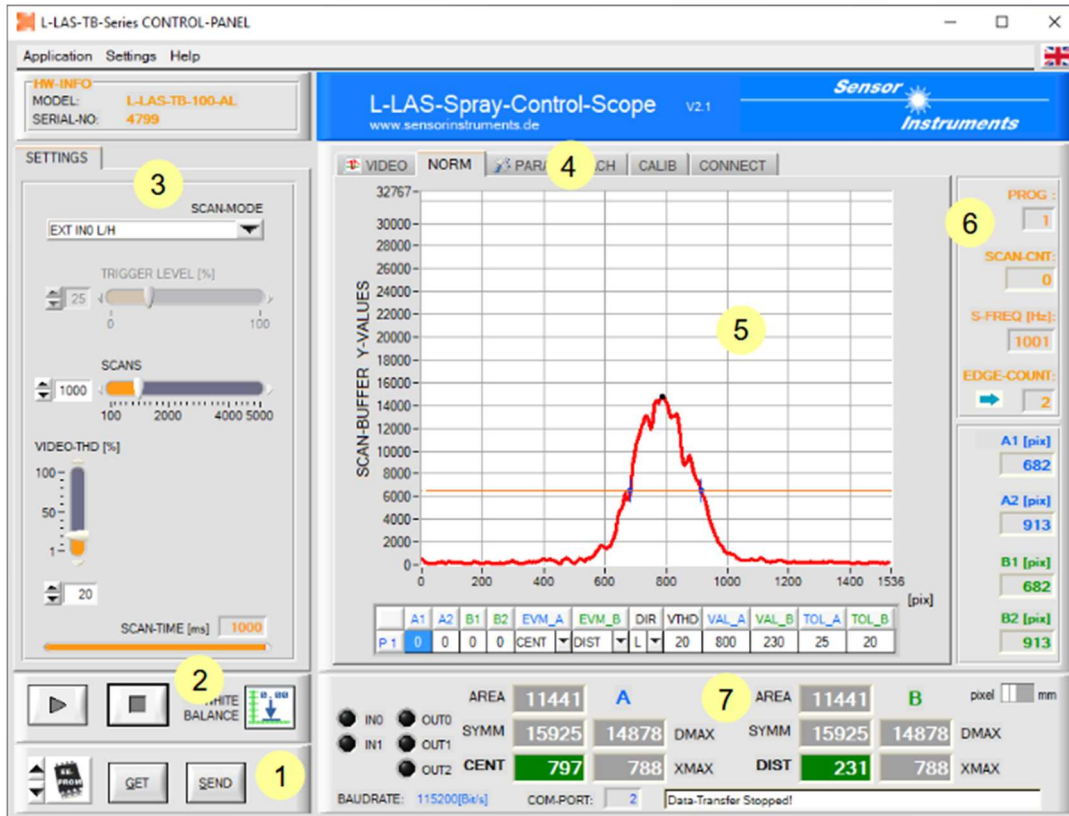 L-LAS-TB-Series CONTROL-PANEL
Application Settings Help
HW-INFO
MODEL: L-LAS-TB-100-AL
SERIAL-NO: 4799
L-LAS-Spray-Control-Scope V2.1
www.sensorinstruments.de
Sensor
Instruments
SETTINGS
3
SCAN-MODE
EXT IN0 L/H
TRIGGER LEVEL [%]
25
0 100
SCANS
1000
100 2000 4000 5000
VIDEO-THD [%]
100
50
1
20
SCAN-TIME [ms] 1000
2
WHITE
BALANCE
0.00
EE-
PROM
GET SEND 1
VIDEO NORM PARA 4 CH CALIB CONNECT
SCAN-BUFFER Y-VALUES
32767
30000
28000
26000
24000
22000
20000
18000
16000
14000
12000
10000
8000
6000
4000
2000
0
5
0 200 400 600 800 1000 1200 1400 1536
[pix]
A1 A2 B1 B2 EVM_A EVM_B DIR VTHD VAL_A VAL_B TOL_A TOL_B
P 1 0 0 0 0 CENT DIST L 20 800 230 25 20
6
PROG :
1
SCAN-CNT:
0
S-FREQ [Hz]:
1001
EDGE-COUNT:
2
A1 [pix]
682
A2 [pix]
913
B1 [pix]
682
B2 [pix]
913
IN0 OUT0
IN1 OUT1
OUT2
AREA 11441 A
SYMM 15925 14878 DMAX
CENT 797 788 XMAX
7
AREA 11441 B
SYMM 15925 14878 DMAX
DIST 231 788 XMAX
pixel mm
BAUDRATE: 115200[Bit/s] COM-PORT: 2 Data-Transfer Stopped!